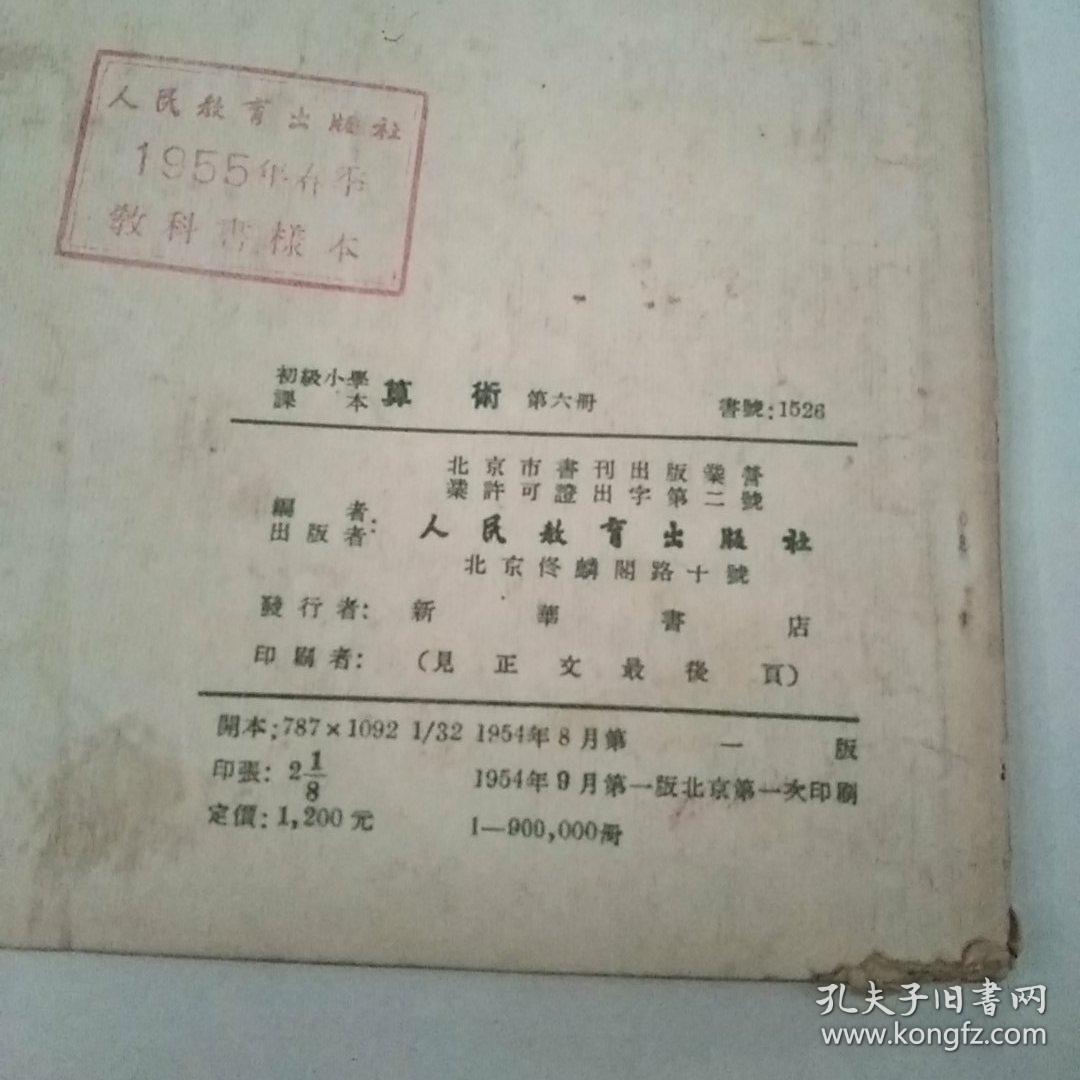 人民教育出版社
1955年春季
教科書樣本
初級小學
課本 算術 第六册 書號:1526
北京市書刊出版業營
業許可證出字第二號
編者
出版者: 人民教育出版社
北京佟麟閣路十號
發行者: 新華書店
印刷者: (見正文最後頁)
開本:787×1092 1/32 1954年8月第一版
印張: 2 1/8 1954年9月第一版北京第一次印刷
定價: 1,200元 1—900,000册
孔夫子旧书网
www.kongfz.com